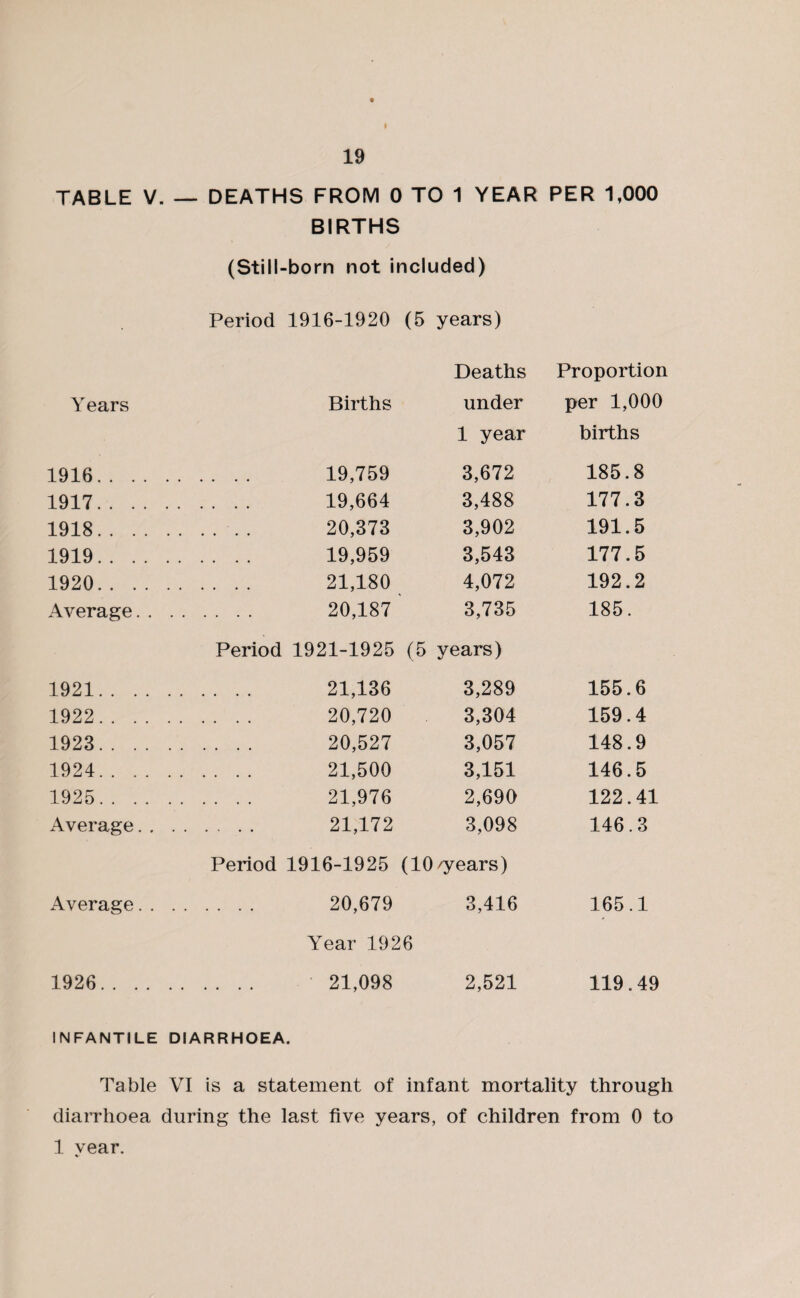 19
TABLE V. — DEATHS FROM 0 TO 1 YEAR PER 1,000
BIRTHS
(Still-born not included)
Period 1916-1920 (5 years)
Deaths Proportion
Years Births under per 1,000
1 year births
1916. . . . . . . . . . 19,759 3,672 185.8
1917. . . . . . . . . . 19,664 3,488 177.3
1918. . . . . . . . . . 20,373 3,902 191.5
1919. . . . . . . . . . 19,959 3,543 177.5
1920. . . . . . . . . . 21,180 4,072 192.2
Average. . . . . . . . 20,187 3,735 185.
Period 1921-1925 (5 years)
1921. . . . . . . . . . 21,136 3,289 155.6
1922. . . . . . . . . . 20,720 3,304 159.4
1923. . . . . . . . . . 20,527 3,057 148.9
1924. . . . . . . . . . 21,500 3,151 146.5
1925. . . . . . . . . . 21,976 2,690 122.41
Average. . . . . . . . 21,172 3,098 146.3
Period 1916-1925 (10 years)
Average. . . . . . . . 20,679 3,416 165.1
Year 1926
1926. . . . . . . . . . 21,098 2,521 119.49
INFANTILE DIARRHOEA.
Table VI is a statement of infant mortality through
diarrhoea during the last five years, of children from 0 to
1 year.